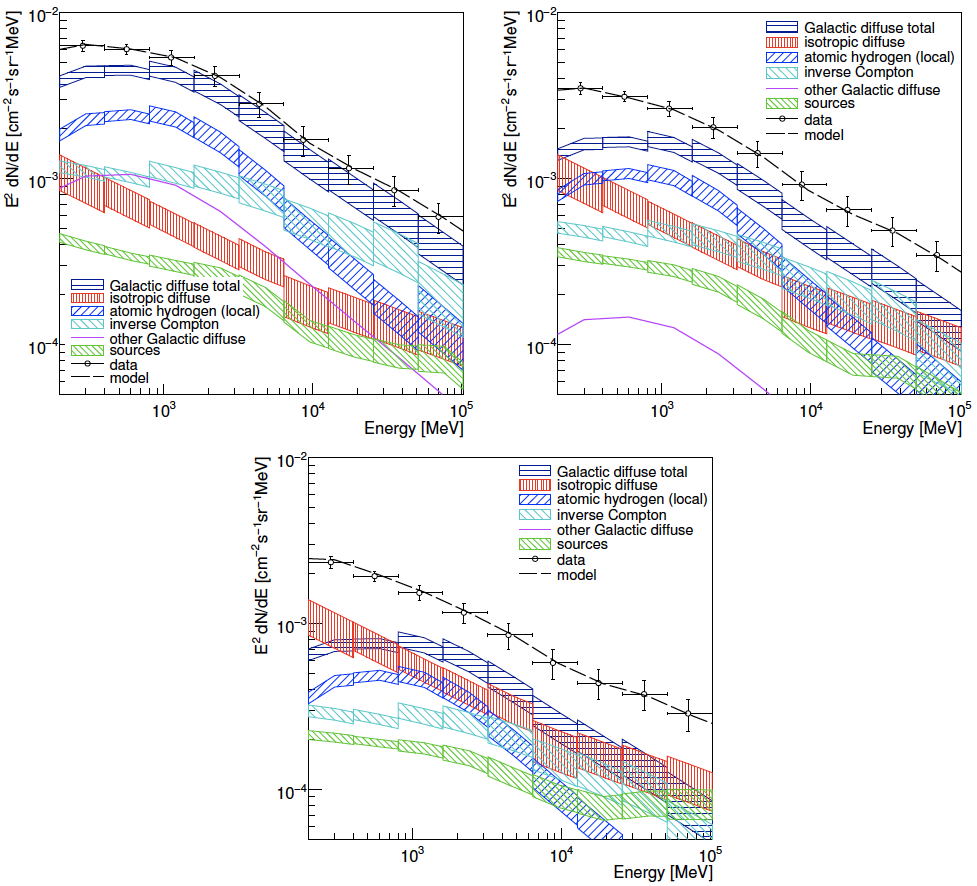 E² dN/dE [cm⁻²s⁻¹sr⁻¹MeV]
10⁻²
10⁻³
10⁻⁴
Galactic diffuse total
isotropic diffuse
atomic hydrogen (local)
inverse Compton
other Galactic diffuse
sources
data
model
10³ 10⁴ 10⁵
Energy [MeV]
E² dN/dE [cm⁻²s⁻¹sr⁻¹MeV]
10⁻²
10⁻³
10⁻⁴
Galactic diffuse total
isotropic diffuse
atomic hydrogen (local)
inverse Compton
other Galactic diffuse
sources
data
model
10³ 10⁴ 10⁵
Energy [MeV]
E² dN/dE [cm⁻²s⁻¹sr⁻¹MeV]
10⁻²
10⁻³
10⁻⁴
Galactic diffuse total
isotropic diffuse
atomic hydrogen (local)
inverse Compton
other Galactic diffuse
sources
data
model
10³ 10⁴ 10⁵
Energy [MeV]